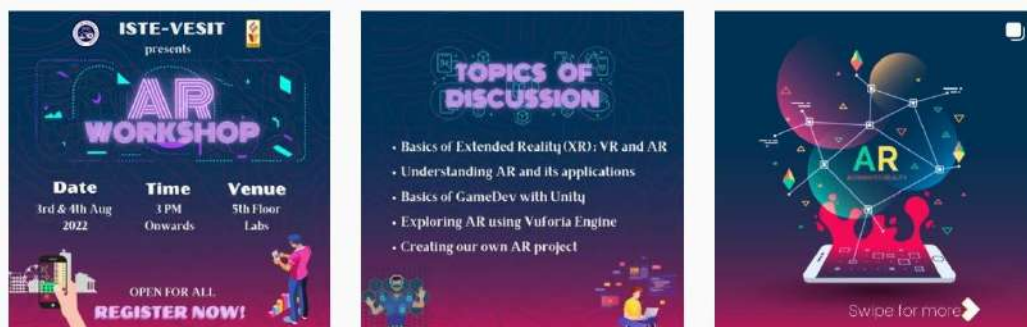 ISTE-VESIT
presents
AR
WORKSHOP
Date
3rd & 4th Aug
2022
Time
3 PM
Onwards
Venue
5th Floor
Labs
OPEN FOR ALL
REGISTER NOW!
TOPICS OF
DISCUSSION
• Basics of Extended Reality (XR): VR and AR
• Understanding AR and its applications
• Basics of GameDev with Unity
• Exploring AR using Vuforia Engine
• Creating our own AR project
AR
AUGMENTED REALITY
Swipe for more